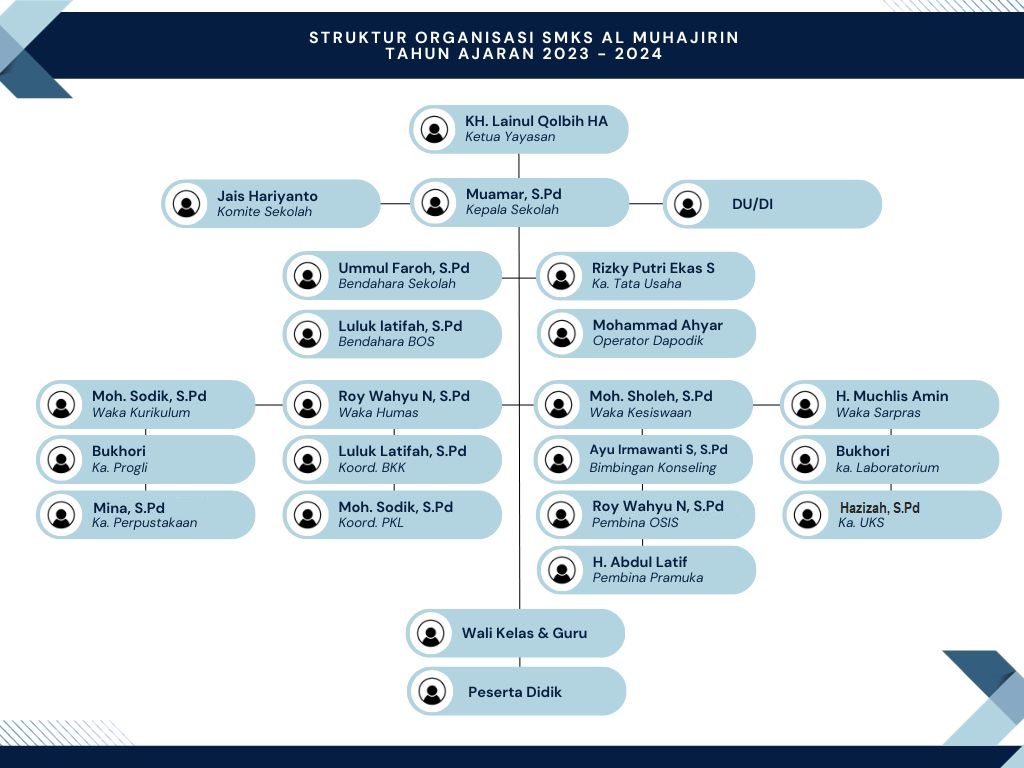 STRUKTUR ORGANISASI SMKS AL MUHAJIRIN
TAHUN AJARAN 2023 - 2024
KH. Lainul Qolbih HA
Ketua Yayasan
Jais Hariyanto
Komite Sekolah
Muamar, S.Pd
Kepala Sekolah
DU/DI
Ummul Faroh, S.Pd
Bendahara Sekolah
Rizky Putri Ekas S
Ka. Tata Usaha
Luluk latifah, S.Pd
Bendahara BOS
Mohammad Ahyar
Operator Dapodik
Moh. Sodik, S.Pd
Waka Kurikulum
Roy Wahyu N, S.Pd
Waka Humas
Moh. Sholeh, S.Pd
Waka Kesiswaan
H. Muchlis Amin
Waka Sarpras
Bukhori
Ka. Progli
Luluk Latifah, S.Pd
Koord. BKK
Ayu Irmawanti S, S.Pd
Bimbingan Konseling
Bukhori
ka. Laboratorium
Mina, S.Pd
Ka. Perpustakaan
Moh. Sodik, S.Pd
Koord. PKL
Roy Wahyu N, S.Pd
Pembina OSIS
Hazizah, S.Pd
Ka. UKS
H. Abdul Latif
Pembina Pramuka
Wali Kelas & Guru
Peserta Didik